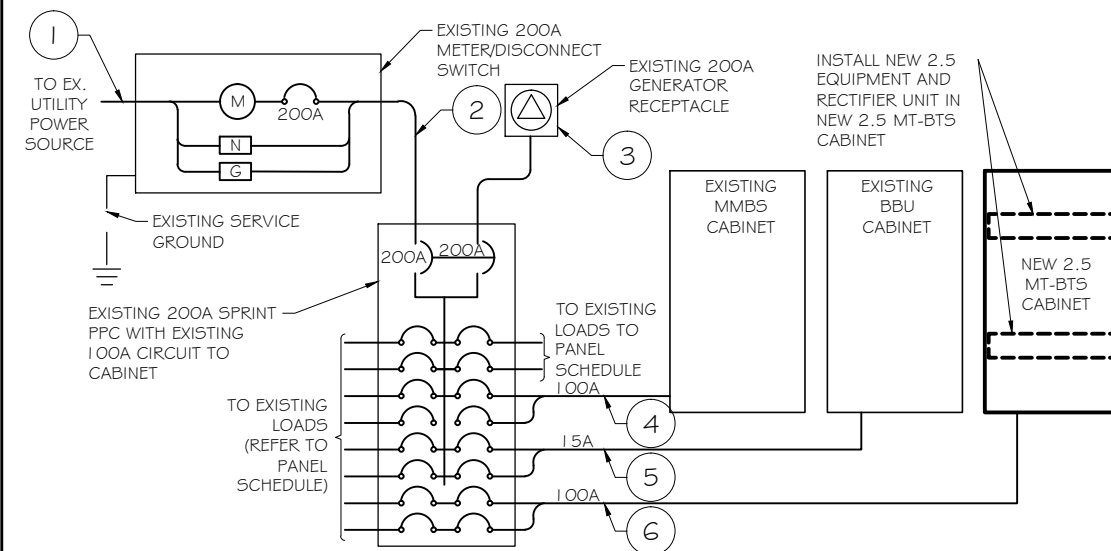 1
TO EX.
UTILITY
POWER
SOURCE
M
200A
N
G
EXISTING 200A
METER/DISCONNECT
SWITCH
2
EXISTING 200A
GENERATOR
RECEPTACLE
3
INSTALL NEW 2.5
EQUIPMENT AND
RECTIFIER UNIT IN
NEW 2.5 MT-BTS
CABINET
EXISTING SERVICE
GROUND
EXISTING
MMBS
CABINET
EXISTING
BBU
CABINET
NEW 2.5
MT-BTS
CABINET
200A
200A
EXISTING 200A SPRINT
PPC WITH EXISTING
100A CIRCUIT TO
CABINET
TO EXISTING
LOADS TO
PANEL
SCHEDULE
TO EXISTING
LOADS
(REFER TO
PANEL
SCHEDULE)
100A
4
15A
5
100A
6